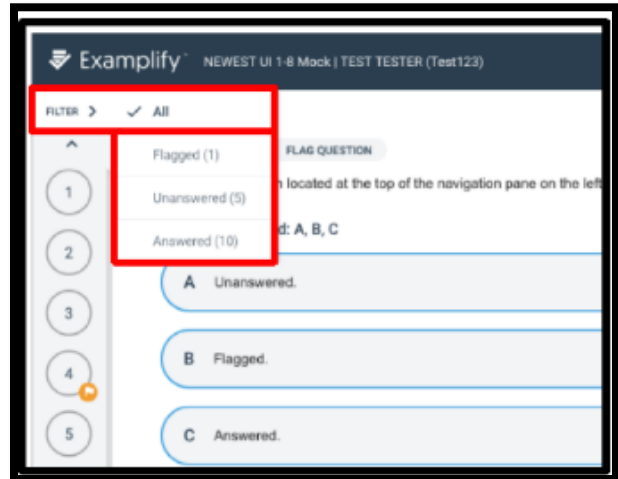 Examplify NEWEST UI 1-8 Mock | TEST TESTER (Test123)
FILTER > ✓ All
Flagged (1)
Unanswered (5)
Answered (10)
FLAG QUESTION
located at the top of the navigation pane on the left
d: A, B, C
1
2
3
4
5
A Unanswered.
B Flagged.
C Answered.